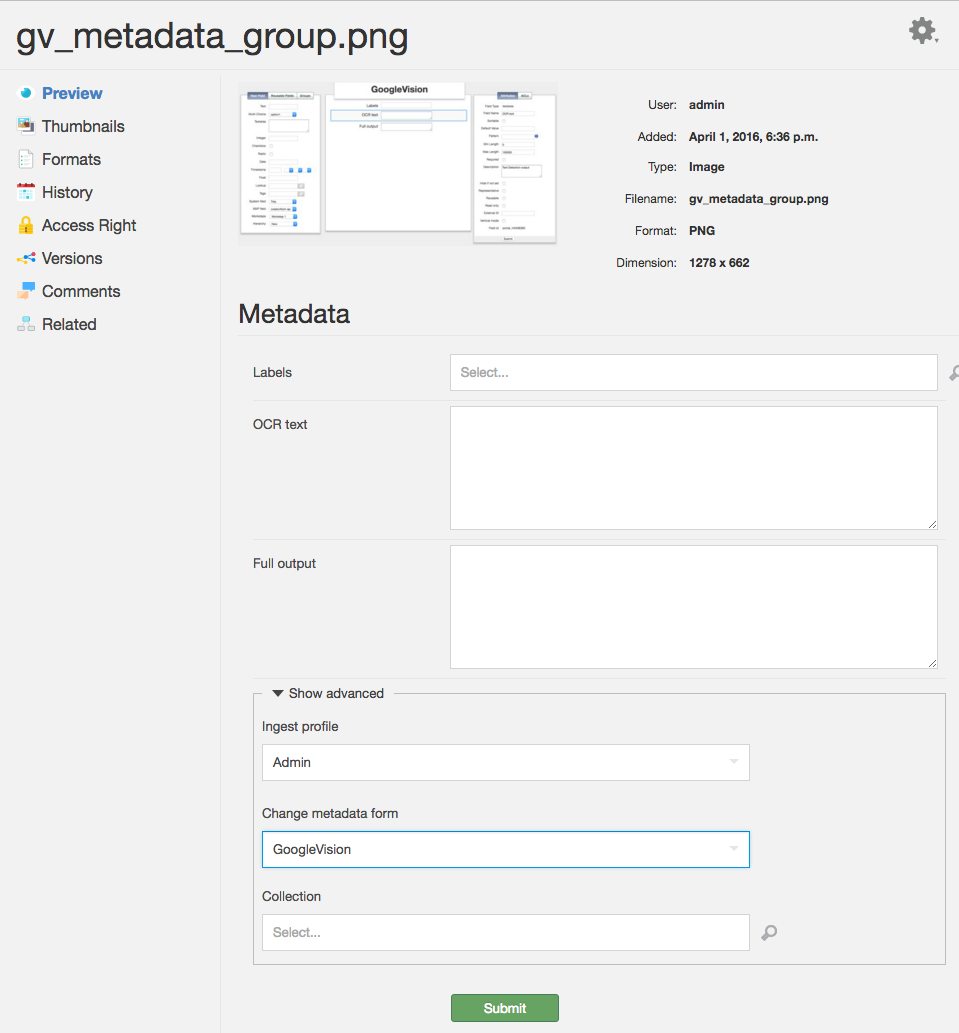 gv_metadata_group.png
Preview
Thumbnails
Formats
History
Access Right
Versions
Comments
Related
GoogleVision
Labels
OCR text
Full output
User: admin
Added: April 1, 2016, 6:36 p.m.
Type: Image
Filename: gv_metadata_group.png
Format: PNG
Dimension: 1278 x 662
Metadata
Labels Select...
OCR text
Full output
Show advanced
Ingest profile
Admin
Change metadata form
GoogleVision
Collection
Select...
Submit